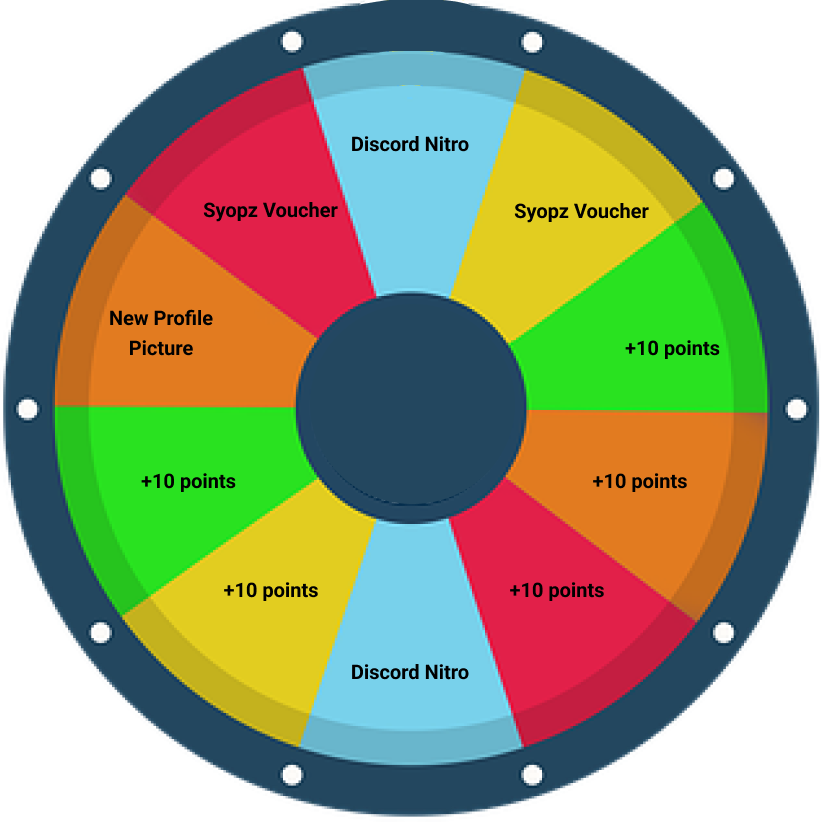 Discord Nitro
Syopz Voucher
Syopz Voucher
New Profile
Picture
+10 points
+10 points
+10 points
+10 points
+10 points
Discord Nitro